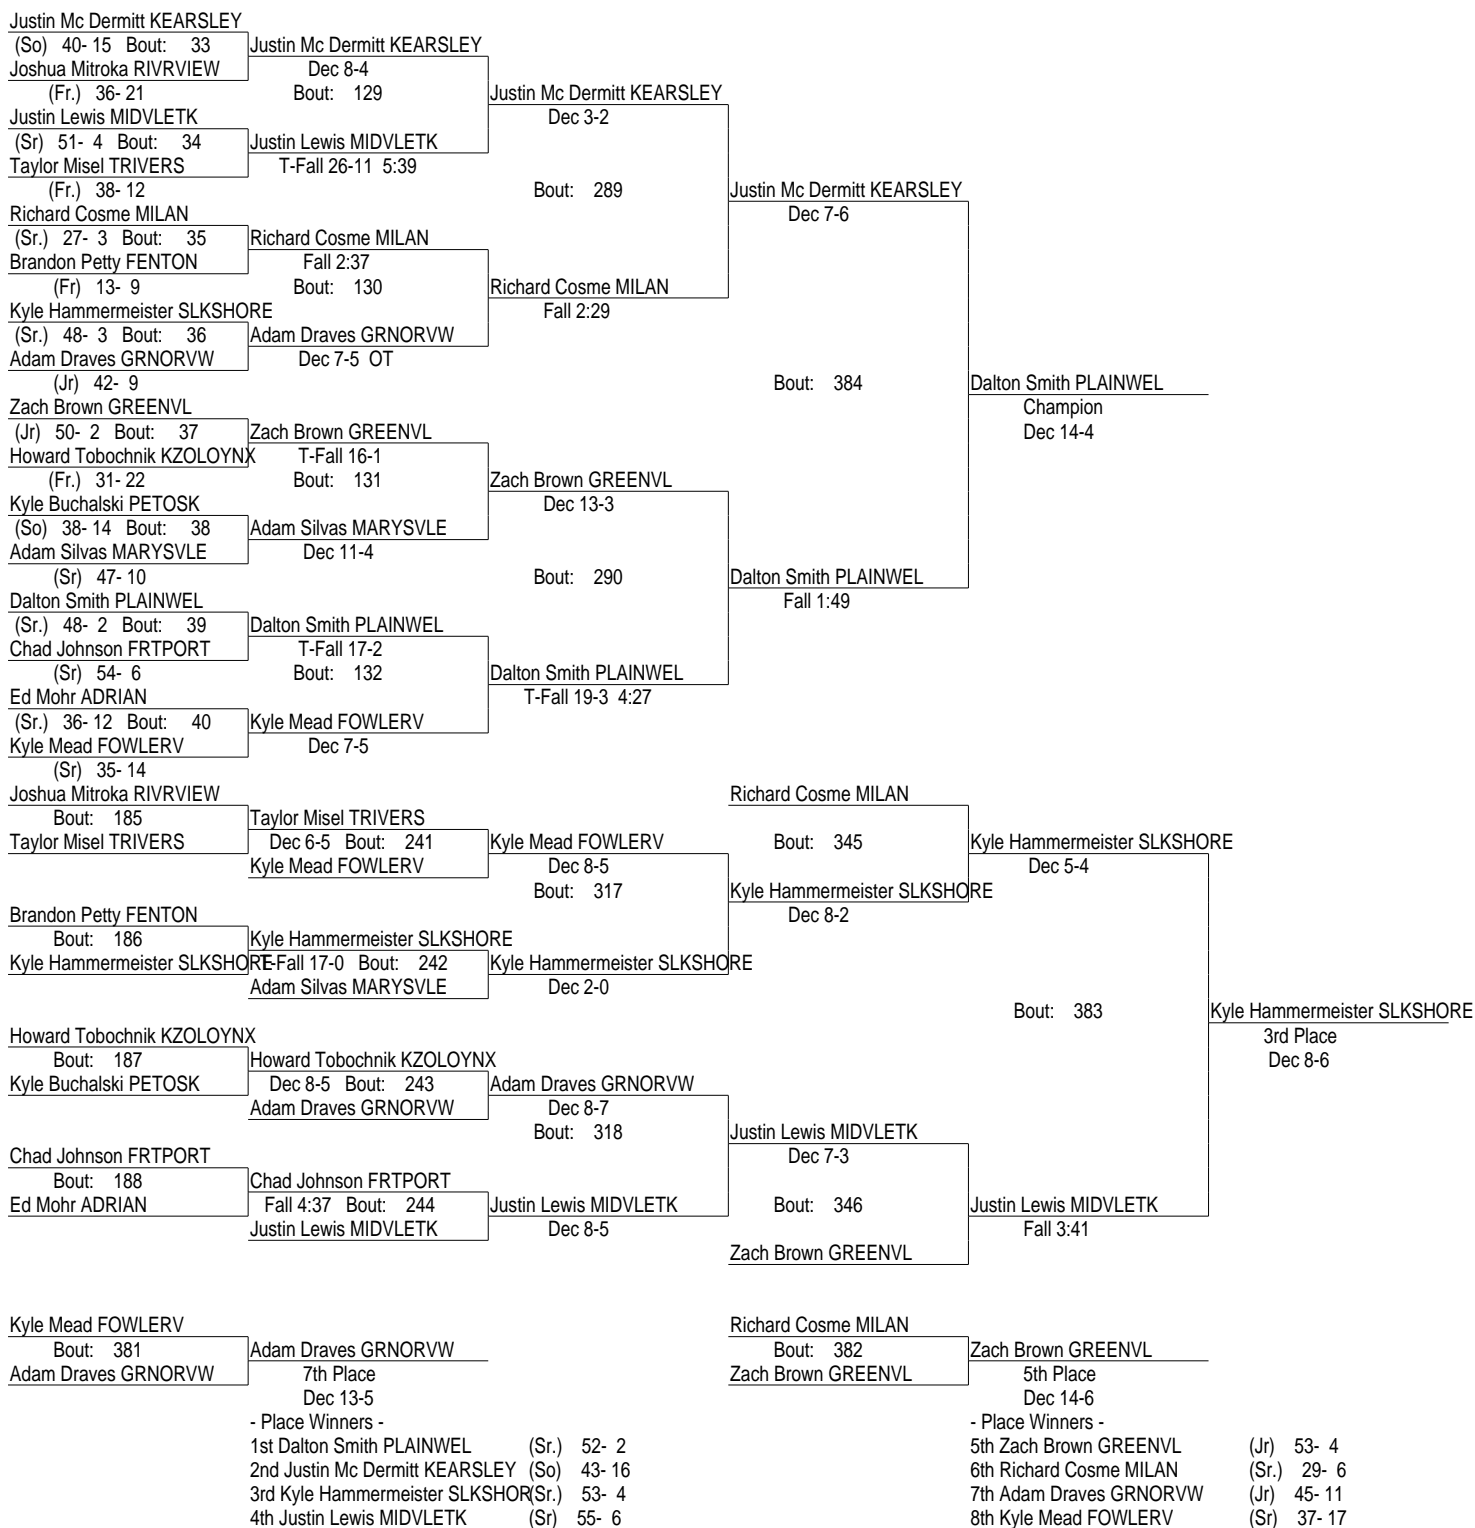 Justin Mc Dermitt KEARSLEY
(So) 40- 15 Bout: 33 Justin Mc Dermitt KEARSLEY
Joshua Mitroka RIVRVIEW Dec 8-4
(Fr.) 36- 21 Bout: 129 Justin Mc Dermitt KEARSLEY
Justin Lewis MIDVLETK Dec 3-2
(Sr) 51- 4 Bout: 34 Justin Lewis MIDVLETK
Taylor Misel TRIVERS T-Fall 26-11 5:39
(Fr.) 38- 12 Bout: 289 Justin Mc Dermitt KEARSLEY
Richard Cosme MILAN Dec 7-6
(Sr.) 27- 3 Bout: 35 Richard Cosme MILAN
Brandon Petty FENTON Fall 2:37
(Fr) 13- 9 Bout: 130 Richard Cosme MILAN
Kyle Hammermeister SLKSHORE Fall 2:29
(Sr.) 48- 3 Bout: 36 Adam Draves GRNORVW
Adam Draves GRNORVW Dec 7-5 OT
(Jr) 42- 9 Bout: 384 Dalton Smith PLAINWEL
Zach Brown GREENVL Champion
(Jr) 50- 2 Bout: 37 Zach Brown GREENVL Dec 14-4
Howard Tobochnik KZOLOYNX T-Fall 16-1
(Fr.) 31- 22 Bout: 131 Zach Brown GREENVL
Kyle Buchalski PETOSK Dec 13-3
(So) 38- 14 Bout: 38 Adam Silvas MARYSVLE
Adam Silvas MARYSVLE Dec 11-4
(Sr) 47- 10 Bout: 290 Dalton Smith PLAINWEL
Dalton Smith PLAINWEL Fall 1:49
(Sr.) 48- 2 Bout: 39 Dalton Smith PLAINWEL
Chad Johnson FRTPORT T-Fall 17-2
(Sr) 54- 6 Bout: 132 Dalton Smith PLAINWEL
Ed Mohr ADRIAN T-Fall 19-3 4:27
(Sr.) 36- 12 Bout: 40 Kyle Mead FOWLERV
Kyle Mead FOWLERV Dec 7-5
(Sr) 35- 14
Joshua Mitroka RIVRVIEW Richard Cosme MILAN
Bout: 185 Taylor Misel TRIVERS
Taylor Misel TRIVERS Dec 6-5 Bout: 241 Kyle Mead FOWLERV Bout: 345 Kyle Hammermeister SLKSHORE
Kyle Mead FOWLERV Dec 8-5 Dec 5-4
Bout: 317 Kyle Hammermeister SLKSHORE
Brandon Petty FENTON Dec 8-2
Bout: 186 Kyle Hammermeister SLKSHORE
Kyle Hammermeister SLKSHORE T-Fall 17-0 Bout: 242 Kyle Hammermeister SLKSHORE
Adam Silvas MARYSVLE Dec 2-0
Bout: 383 Kyle Hammermeister SLKSHORE
Howard Tobochnik KZOLOYNX 3rd Place
Bout: 187 Howard Tobochnik KZOLOYNX Dec 8-6
Kyle Buchalski PETOSK Dec 8-5 Bout: 243 Adam Draves GRNORVW
Adam Draves GRNORVW Dec 8-7
Bout: 318 Justin Lewis MIDVLETK
Chad Johnson FRTPORT Dec 7-3
Bout: 188 Chad Johnson FRTPORT
Ed Mohr ADRIAN Fall 4:37 Bout: 244 Justin Lewis MIDVLETK Bout: 346 Justin Lewis MIDVLETK
Justin Lewis MIDVLETK Dec 8-5 Fall 3:41
Zach Brown GREENVL
Kyle Mead FOWLERV Richard Cosme MILAN
Bout: 381 Adam Draves GRNORVW Bout: 382 Zach Brown GREENVL
Adam Draves GRNORVW 7th Place Zach Brown GREENVL 5th Place
Dec 13-5 Dec 14-6
- Place Winners - - Place Winners -
1st Dalton Smith PLAINWEL (Sr.) 52- 2 5th Zach Brown GREENVL (Jr) 53- 4
2nd Justin Mc Dermitt KEARSLEY (So) 43- 16 6th Richard Cosme MILAN (Sr.) 29- 6
3rd Kyle Hammermeister SLKSHOR (Sr.) 53- 4 7th Adam Draves GRNORVW (Jr) 45- 11
4th Justin Lewis MIDVLETK (Sr) 55- 6 8th Kyle Mead FOWLERV (Sr) 37- 17